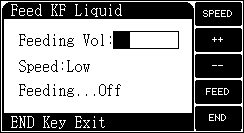 Feed KF Liquid
SPEED
Feeding Vol:
++
Speed:Low
--
Feeding...Off
FEED
END Key Exit
END